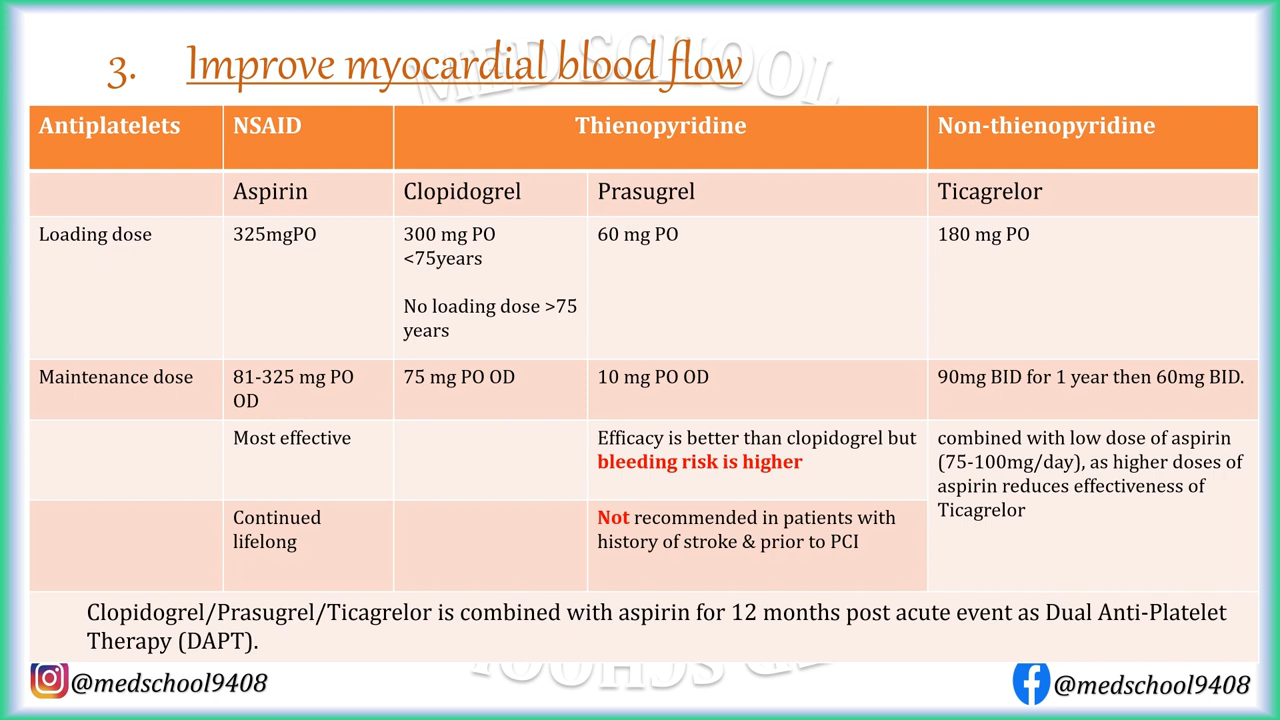 3. Improve myocardial blood flow
MEDSCHOOL
Antiplatelets NSAID Thienopyridine Non-thienopyridine
Aspirin Clopidogrel Prasugrel Ticagrelor
Loading dose 325mgPO 300 mg PO 60 mg PO 180 mg PO
<75years
No loading dose >75
years
Maintenance dose 81-325 mg PO 75 mg PO OD 10 mg PO OD 90mg BID for 1 year then 60mg BID.
OD
Most effective Efficacy is better than clopidogrel but combined with low dose of aspirin
bleeding risk is higher (75-100mg/day), as higher doses of
aspirin reduces effectiveness of
Continued Not recommended in patients with Ticagrelor
lifelong history of stroke & prior to PCI
Clopidogrel/Prasugrel/Ticagrelor is combined with aspirin for 12 months post acute event as Dual Anti-Platelet
Therapy (DAPT).
@medschool9408 @medschool9408